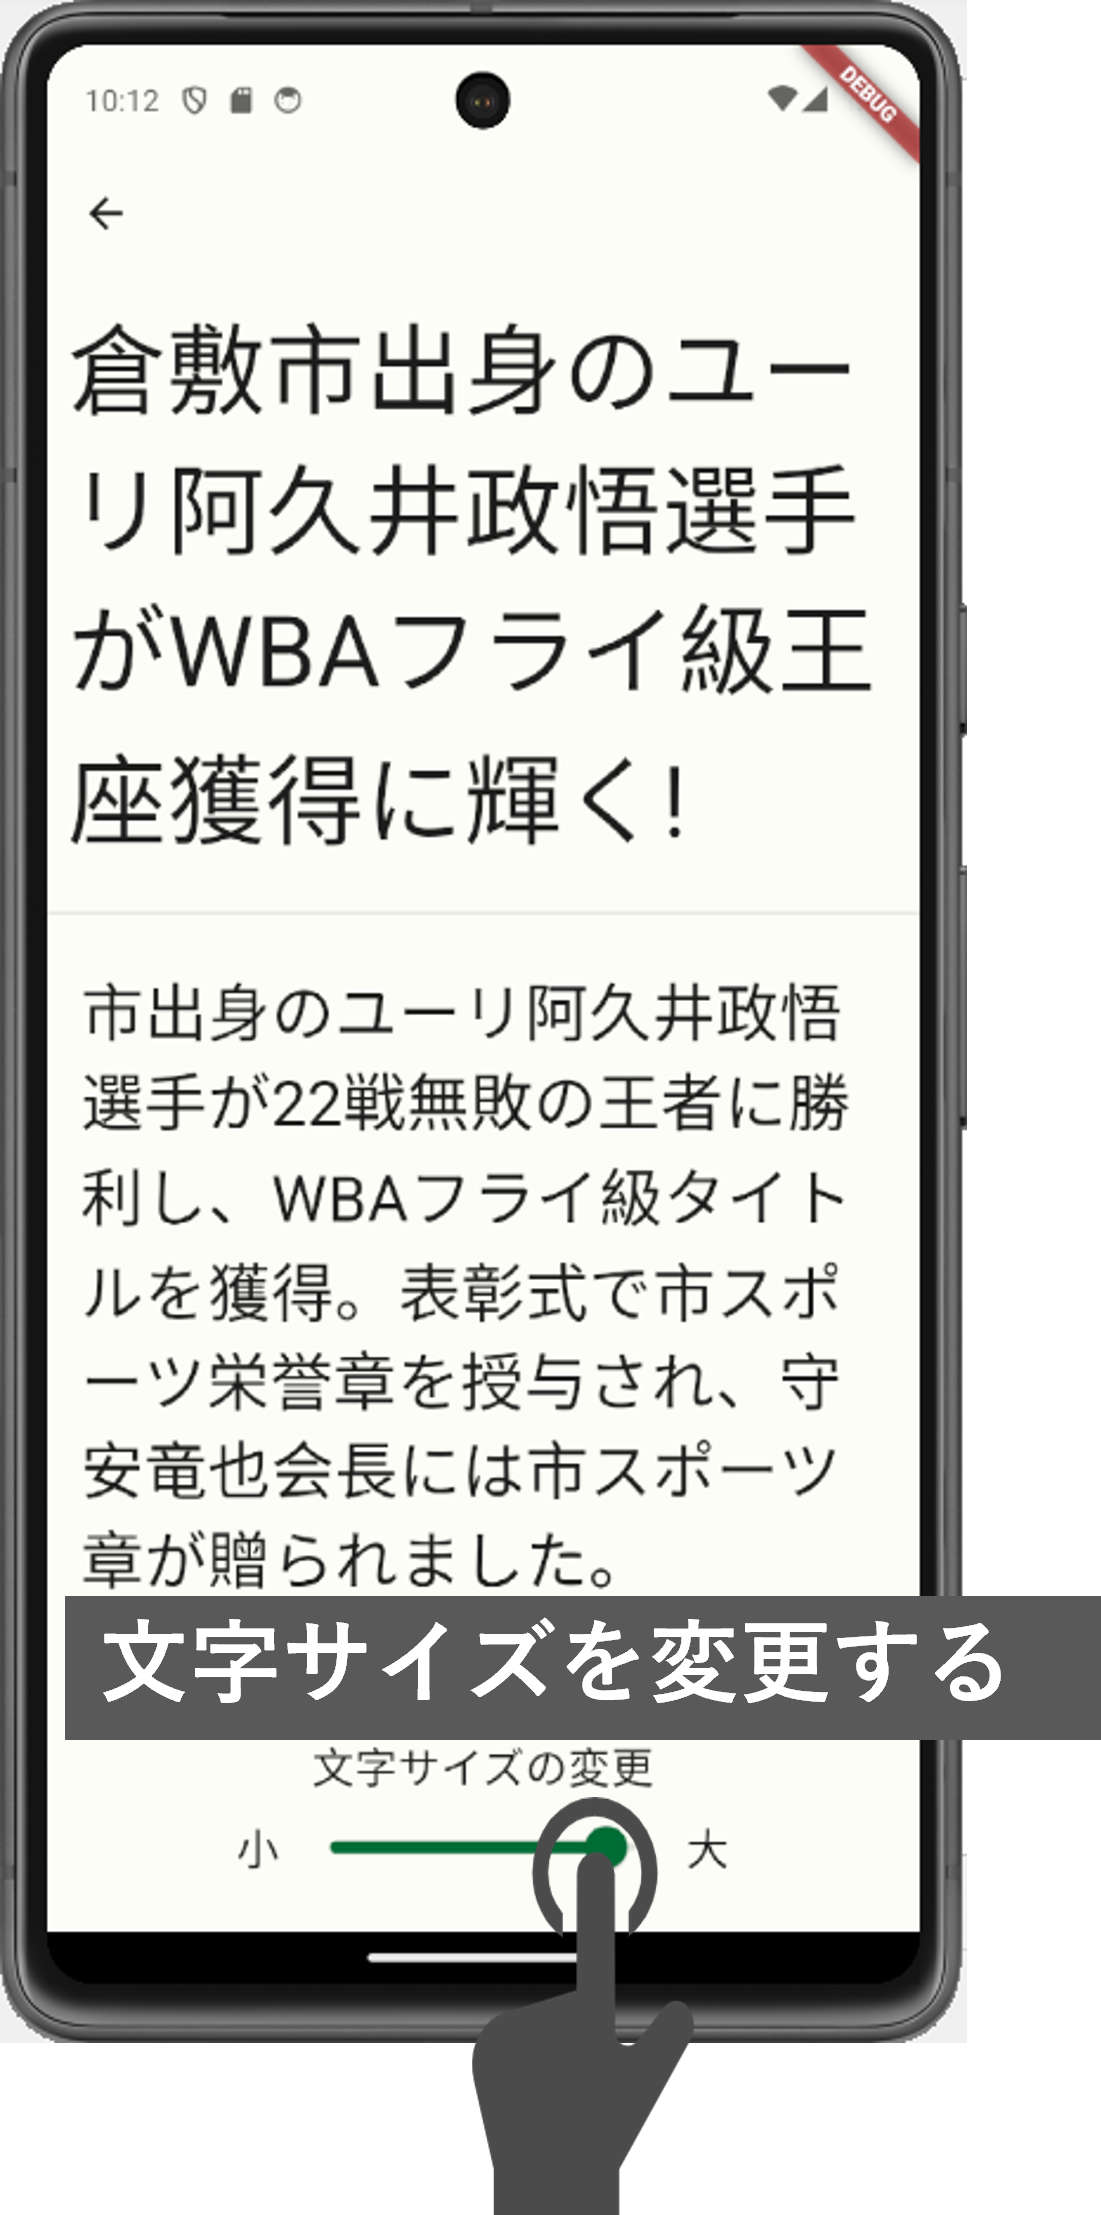 10:12
DEBUG
倉敷市出身のユー
リ阿久井政悟選手
がWBAフライ級王
座獲得に輝く!
市出身のユーリ阿久井政悟
選手が22戦無敗の王者に勝
利し、WBAフライ級タイト
ルを獲得。表彰式で市スポ
ーツ栄誉章を授与され、守
安竜也会長には市スポーツ
章が贈られました。
文字サイズを変更する
文字サイズの変更
小 大